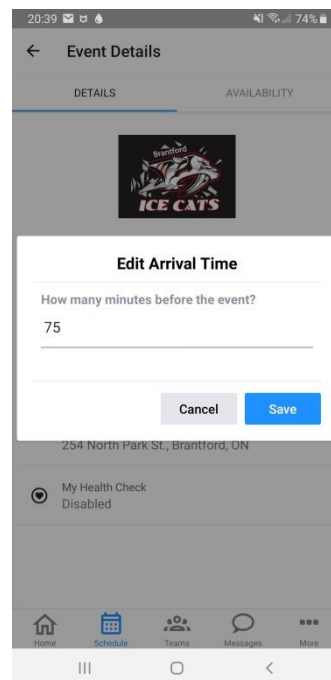 20:39 74%
Event Details
DETAILS AVAILABILITY
Brantford
ICE CATS
Edit Arrival Time
How many minutes before the event?
75
Cancel Save
254 North Park St., Brantford, ON
My Health Check
Disabled
Home Schedule Teams Messages More